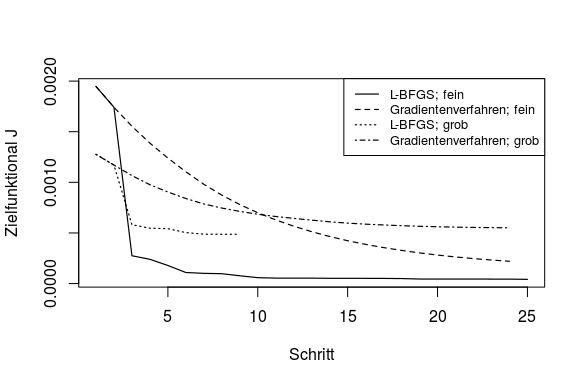 L-BFGS; fein
Gradientenverfahren; fein
L-BFGS; grob
Gradientenverfahren; grob
Zielfunktional J
0.0020
0.0010
0.0000
5 10 15 20 25
Schritt